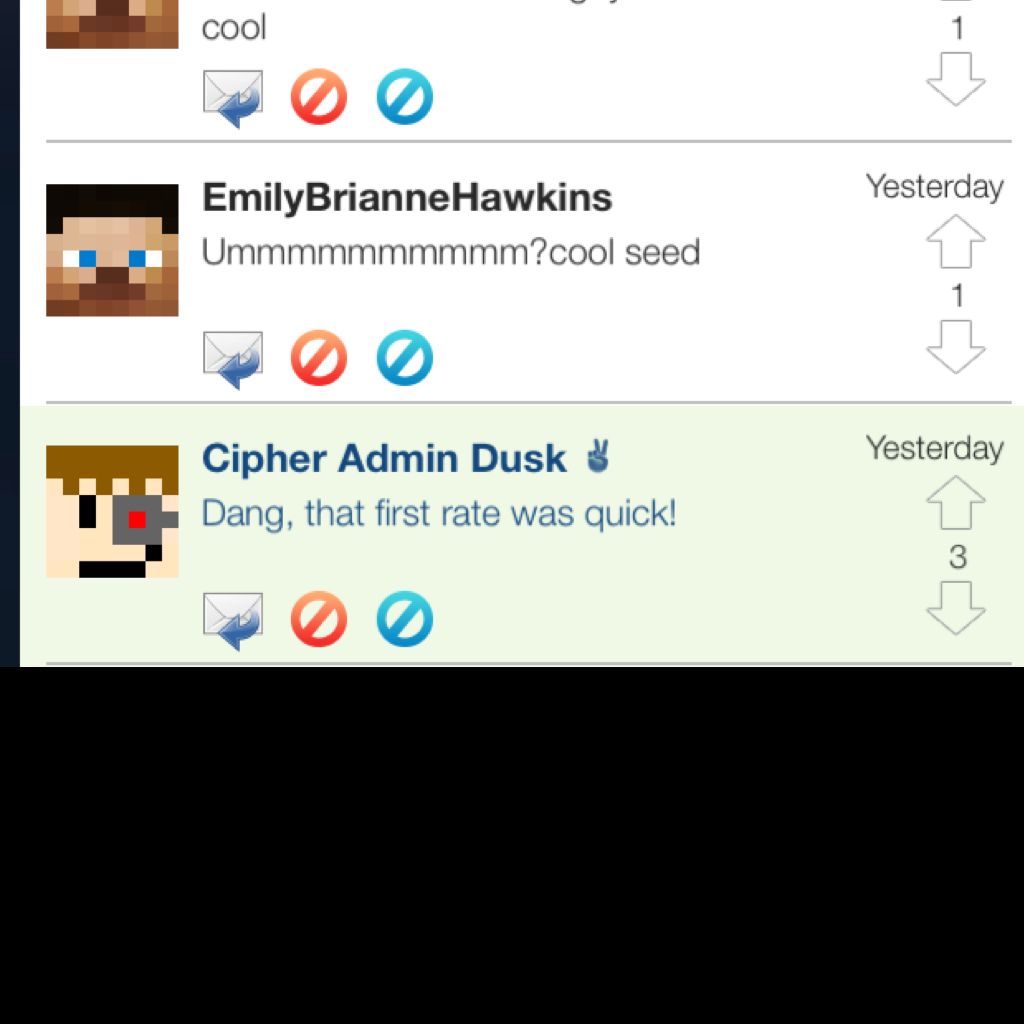 cool
1
EmilyBrianneHawkins
Yesterday
Ummmmmmmmmm?cool seed
1
Cipher Admin Dusk ✌
Yesterday
Dang, that first rate was quick!
3